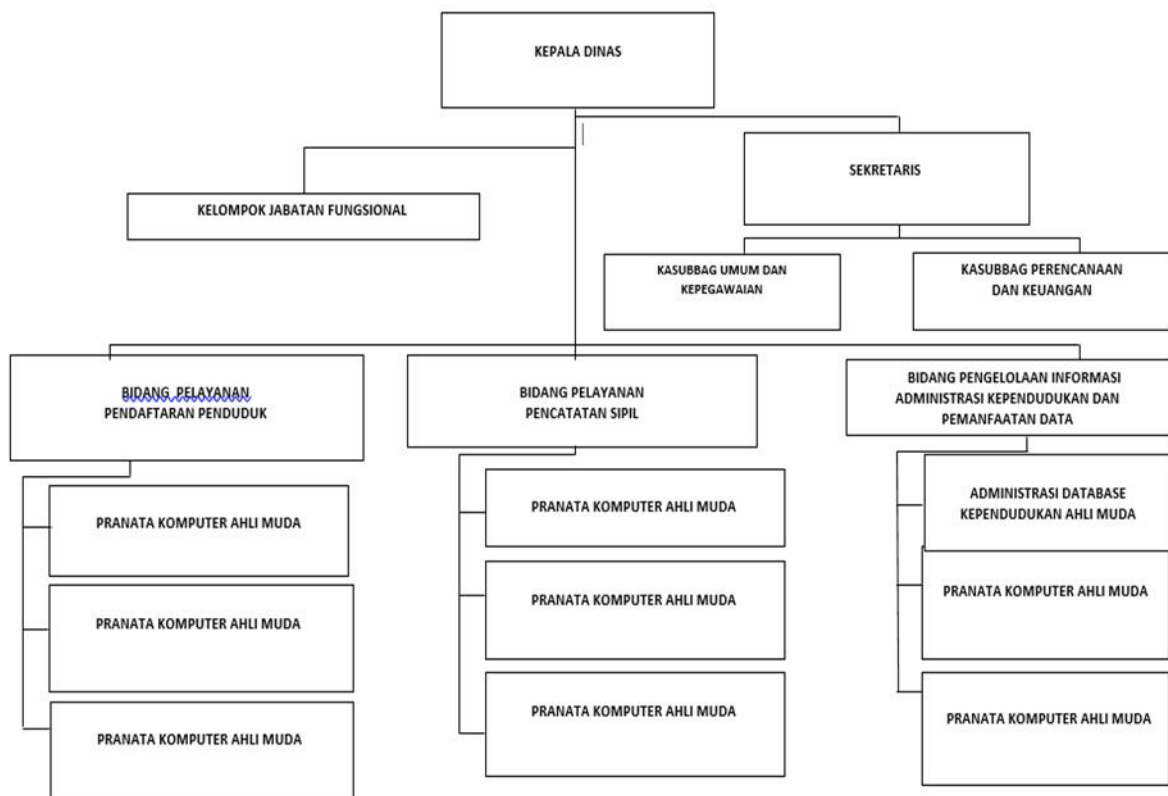 KEPALA DINAS
SEKRETARIS
KELOMPOK JABATAN FUNGSIONAL
KASUBBAG UMUM DAN
KEPEGAWAIAN
KASUBBAG PERENCANAAN
DAN KEUANGAN
BIDANG PELAYANAN
PENDAFTARAN PENDUDUK
BIDANG PELAYANAN
PENCATATAN SIPIL
BIDANG PENGELOLAAN INFORMASI
ADMINISTRASI KEPENDUDUKAN DAN
PEMANFAATAN DATA
PRANATA KOMPUTER AHLI MUDA
PRANATA KOMPUTER AHLI MUDA
PRANATA KOMPUTER AHLI MUDA
PRANATA KOMPUTER AHLI MUDA
PRANATA KOMPUTER AHLI MUDA
PRANATA KOMPUTER AHLI MUDA
ADMINISTRASI DATABASE
KEPENDUDUKAN AHLI MUDA
PRANATA KOMPUTER AHLI MUDA
PRANATA KOMPUTER AHLI MUDA